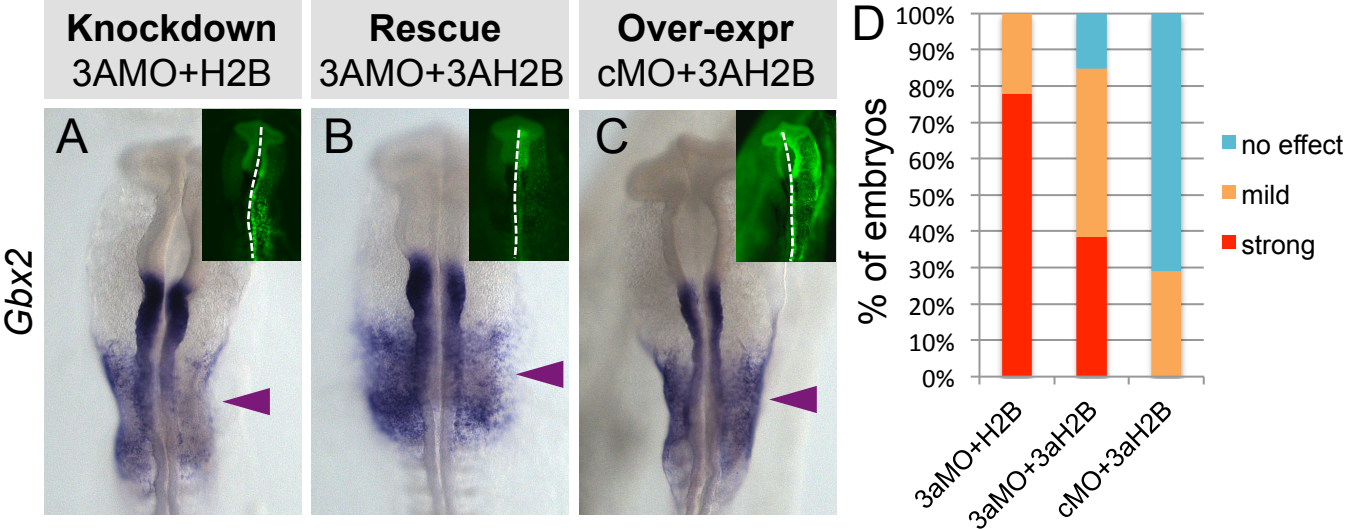 Knockdown
3AMO+H2B
Rescue
3AMO+3AH2B
Over-expr
cMO+3AH2B
Gbx2
A
B
C
D
% of embryos
100%
90%
80%
70%
60%
50%
40%
30%
20%
10%
0%
3aMO+H2B
3aMO+3aH2B
cMO+3aH2B
no effect
mild
strong